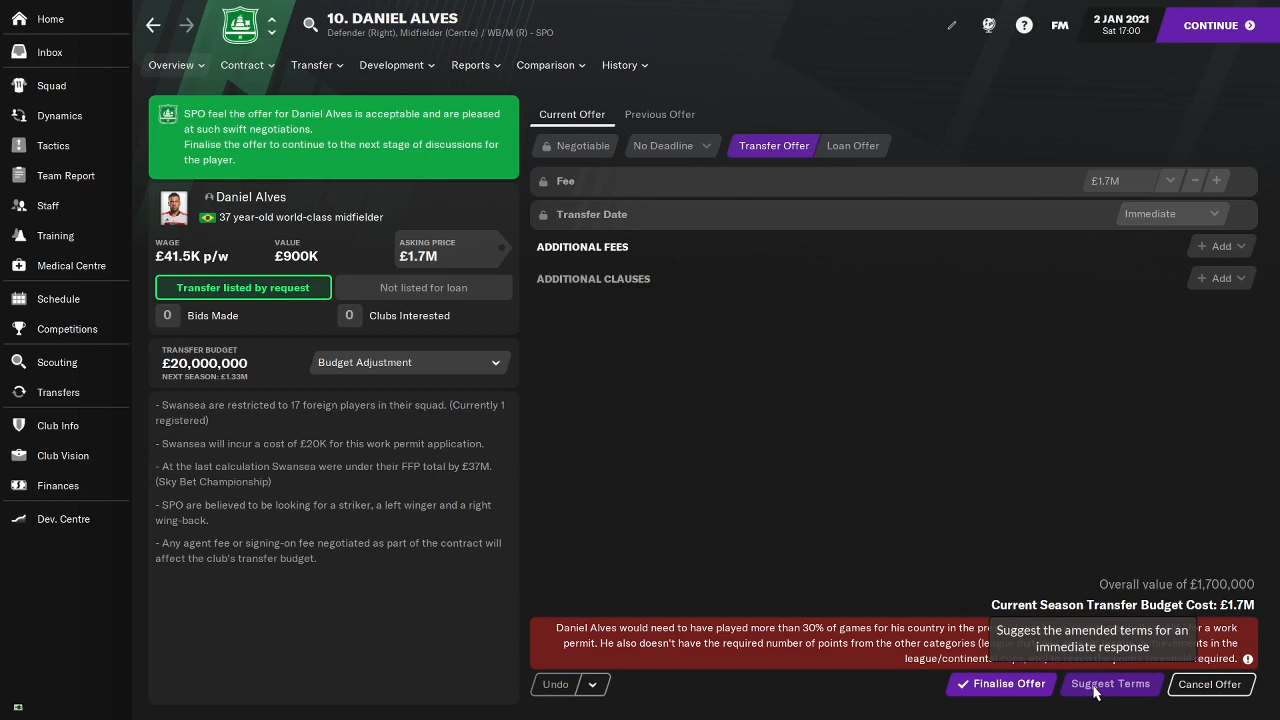 Home
Inbox
Squad
Dynamics
Tactics
Team Report
Staff
Training
Medical Centre
Schedule
Competitions
Scouting
Transfers
Club Info
Club Vision
Finances
Dev. Centre
10. DANIEL ALVES
Defender (Right), Midfielder (Centre) / WB/M (R) - SPO
FM
2 JAN 2021
Sat 17:00
CONTINUE
Overview
Contract
Transfer
Development
Reports
Comparison
History
SPO feel the offer for Daniel Alves is acceptable and are pleased
at such swift negotiations.
Finalise the offer to continue to the next stage of discussions for
the player.
Daniel Alves
37 year-old world-class midfielder
WAGE
£41.5K p/w
VALUE
£900K
ASKING PRICE
£1.7M
Transfer listed by request
Not listed for loan
0 Bids Made
0 Clubs Interested
TRANSFER BUDGET
£20,000,000
NEXT SEASON: £1.33M
Budget Adjustment
- Swansea are restricted to 17 foreign players in their squad. (Currently 1
registered)
- Swansea will incur a cost of £20K for this work permit application.
- At the last calculation Swansea were under their FFP total by £37M.
(Sky Bet Championship)
- SPO are believed to be looking for a striker, a left winger and a right
wing-back.
- Any agent fee or signing-on fee negotiated as part of the contract will
affect the club's transfer budget.
Current Offer
Previous Offer
Negotiable
No Deadline
Transfer Offer
Loan Offer
Fee
£1.7M
Transfer Date
Immediate
ADDITIONAL FEES
+ Add
ADDITIONAL CLAUSES
+ Add
Overall value of £1,700,000
Current Season Transfer Budget Cost: £1.7M
Daniel Alves would need to have played more than 30% of games for his country in the pr a work
permit. He also doesn't have the required number of points from the other categories (league
league/continent required.
Suggest the amended terms for an
immediate response
Undo
Finalise Offer
Suggest Terms
Cancel Offer